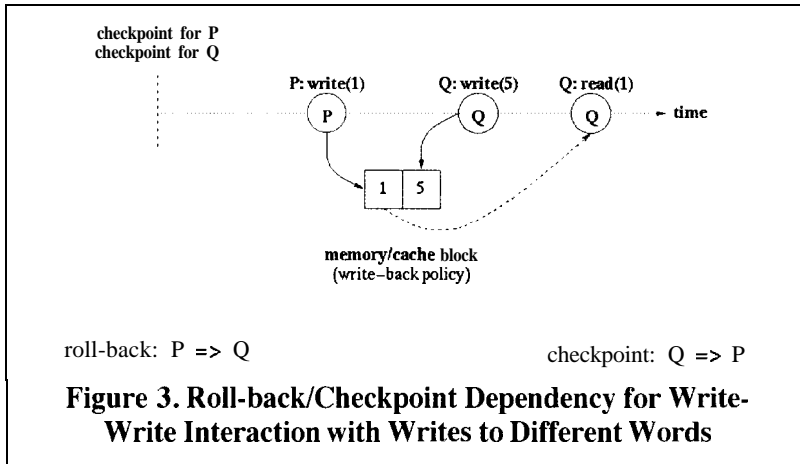 checkpoint for P
checkpoint for Q
P: write(1) Q: write(5) Q: read(1)
P Q Q time
1 5
memory/cache block
(write-back policy)
roll-back: P => Q checkpoint: Q => P
Figure 3. Roll-back/Checkpoint Dependency for Write-
Write Interaction with Writes to Different Words